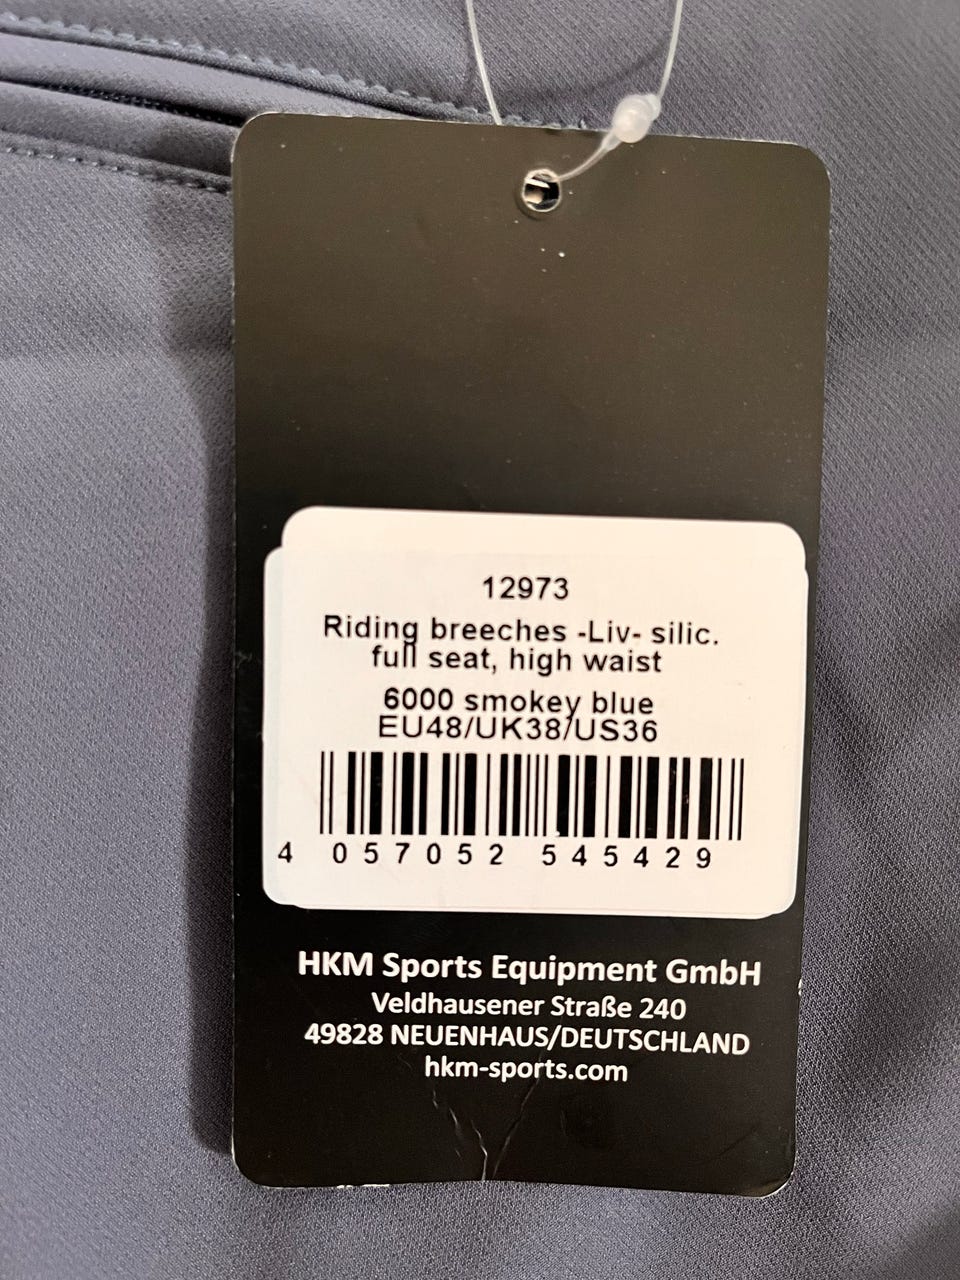 12973
Riding breeches -Liv- silic.
full seat, high waist
6000 smokey blue
EU48/UK38/US36
4 057052 545429
HKM Sports Equipment GmbH
Veldhausener Straße 240
49828 NEUENHAUS/DEUTSCHLAND
hkm-sports.com